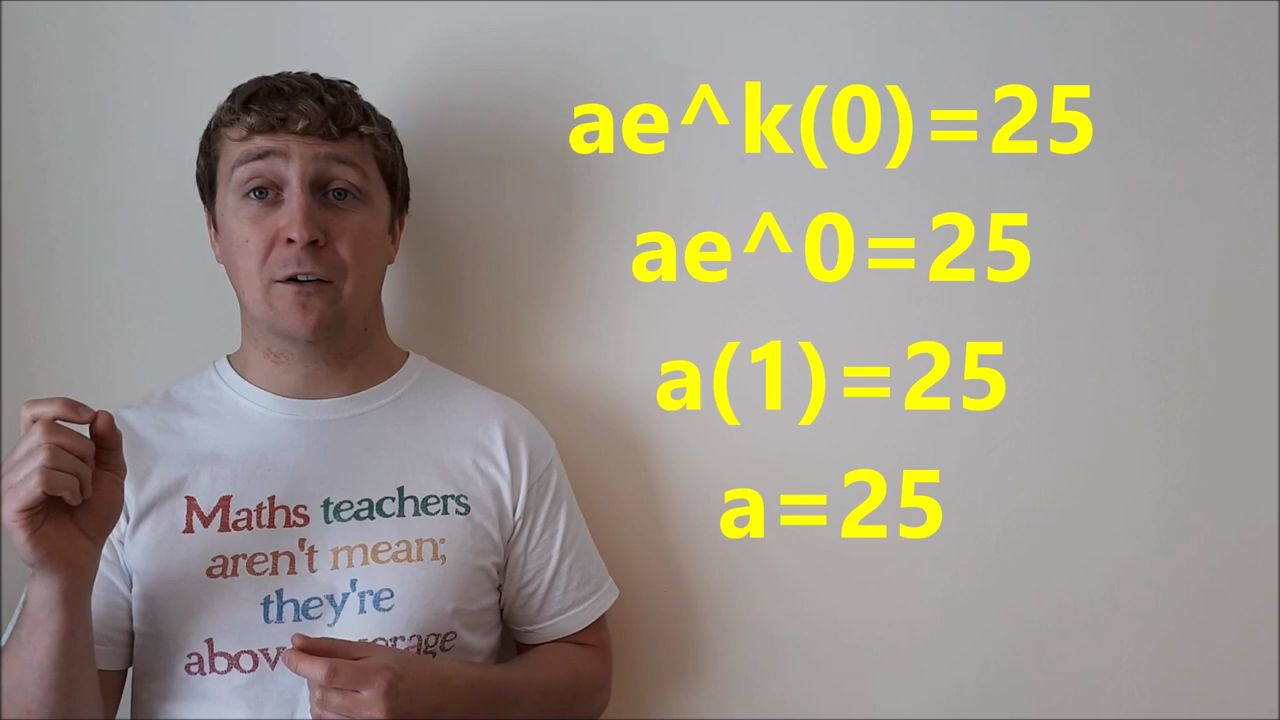 ae^k(0)=25
ae^0=25
a(1)=25
a=25
Maths teachers
aren't mean;
they're